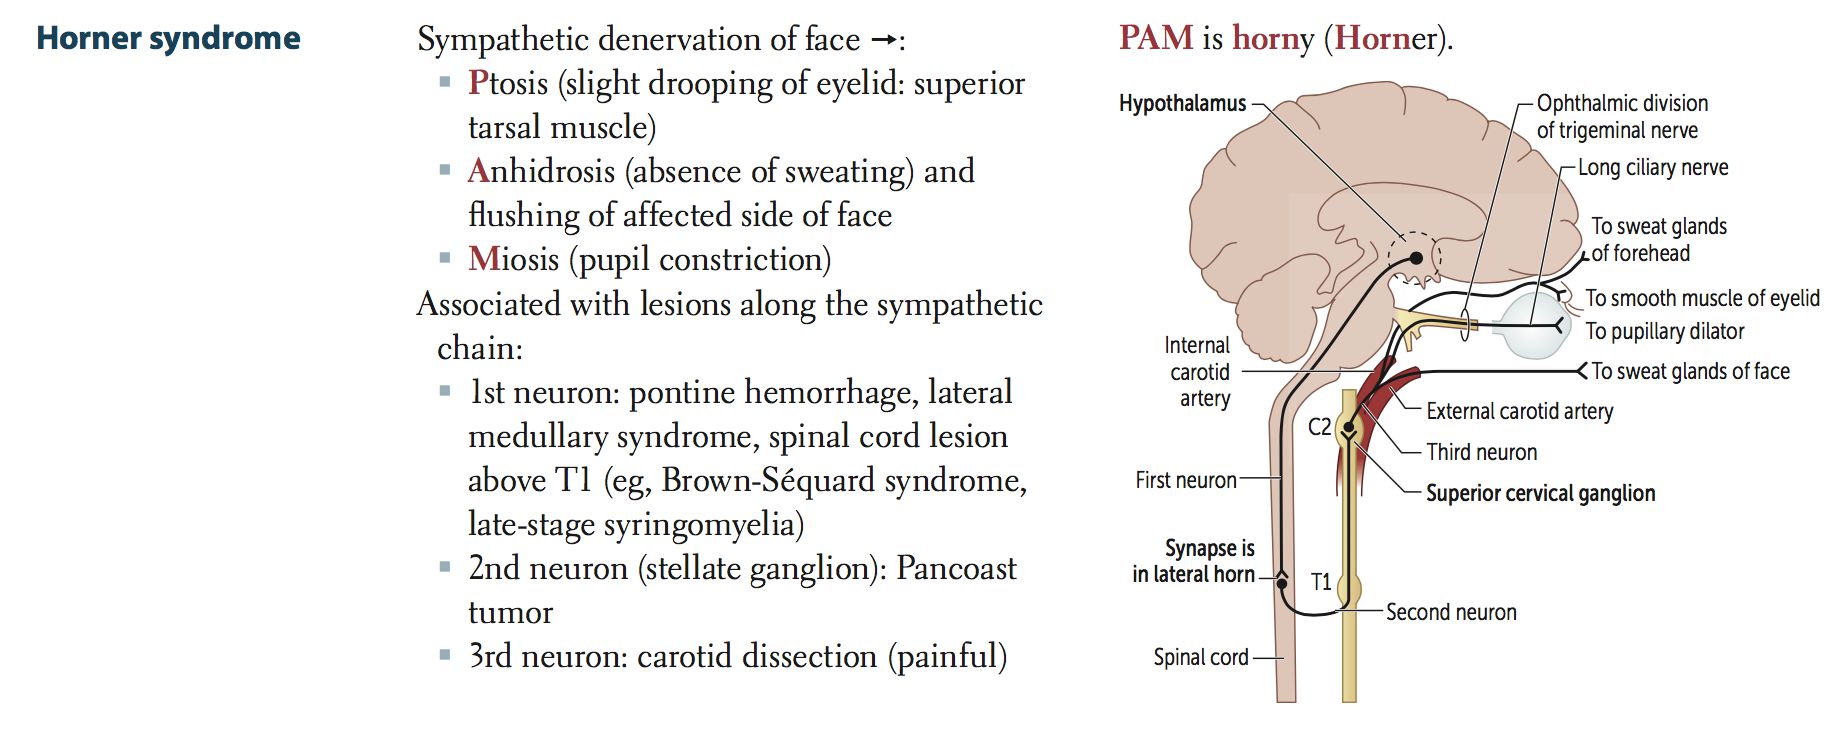 Horner syndrome
Sympathetic denervation of face →:
▪ Ptosis (slight drooping of eyelid: superior
tarsal muscle)
▪ Anhidrosis (absence of sweating) and
flushing of affected side of face
▪ Miosis (pupil constriction)
Associated with lesions along the sympathetic
chain:
▪ 1st neuron: pontine hemorrhage, lateral
medullary syndrome, spinal cord lesion
above T1 (eg, Brown-Séquard syndrome,
late-stage syringomyelia)
▪ 2nd neuron (stellate ganglion): Pancoast
tumor
▪ 3rd neuron: carotid dissection (painful)
PAM is horny (Horner).
Hypothalamus
Ophthalmic division
of trigeminal nerve
Long ciliary nerve
To sweat glands
of forehead
To smooth muscle of eyelid
To pupillary dilator
Internal
carotid
artery
To sweat glands of face
External carotid artery
C2
Third neuron
First neuron
Superior cervical ganglion
Synapse is
in lateral horn
T1
Second neuron
Spinal cord